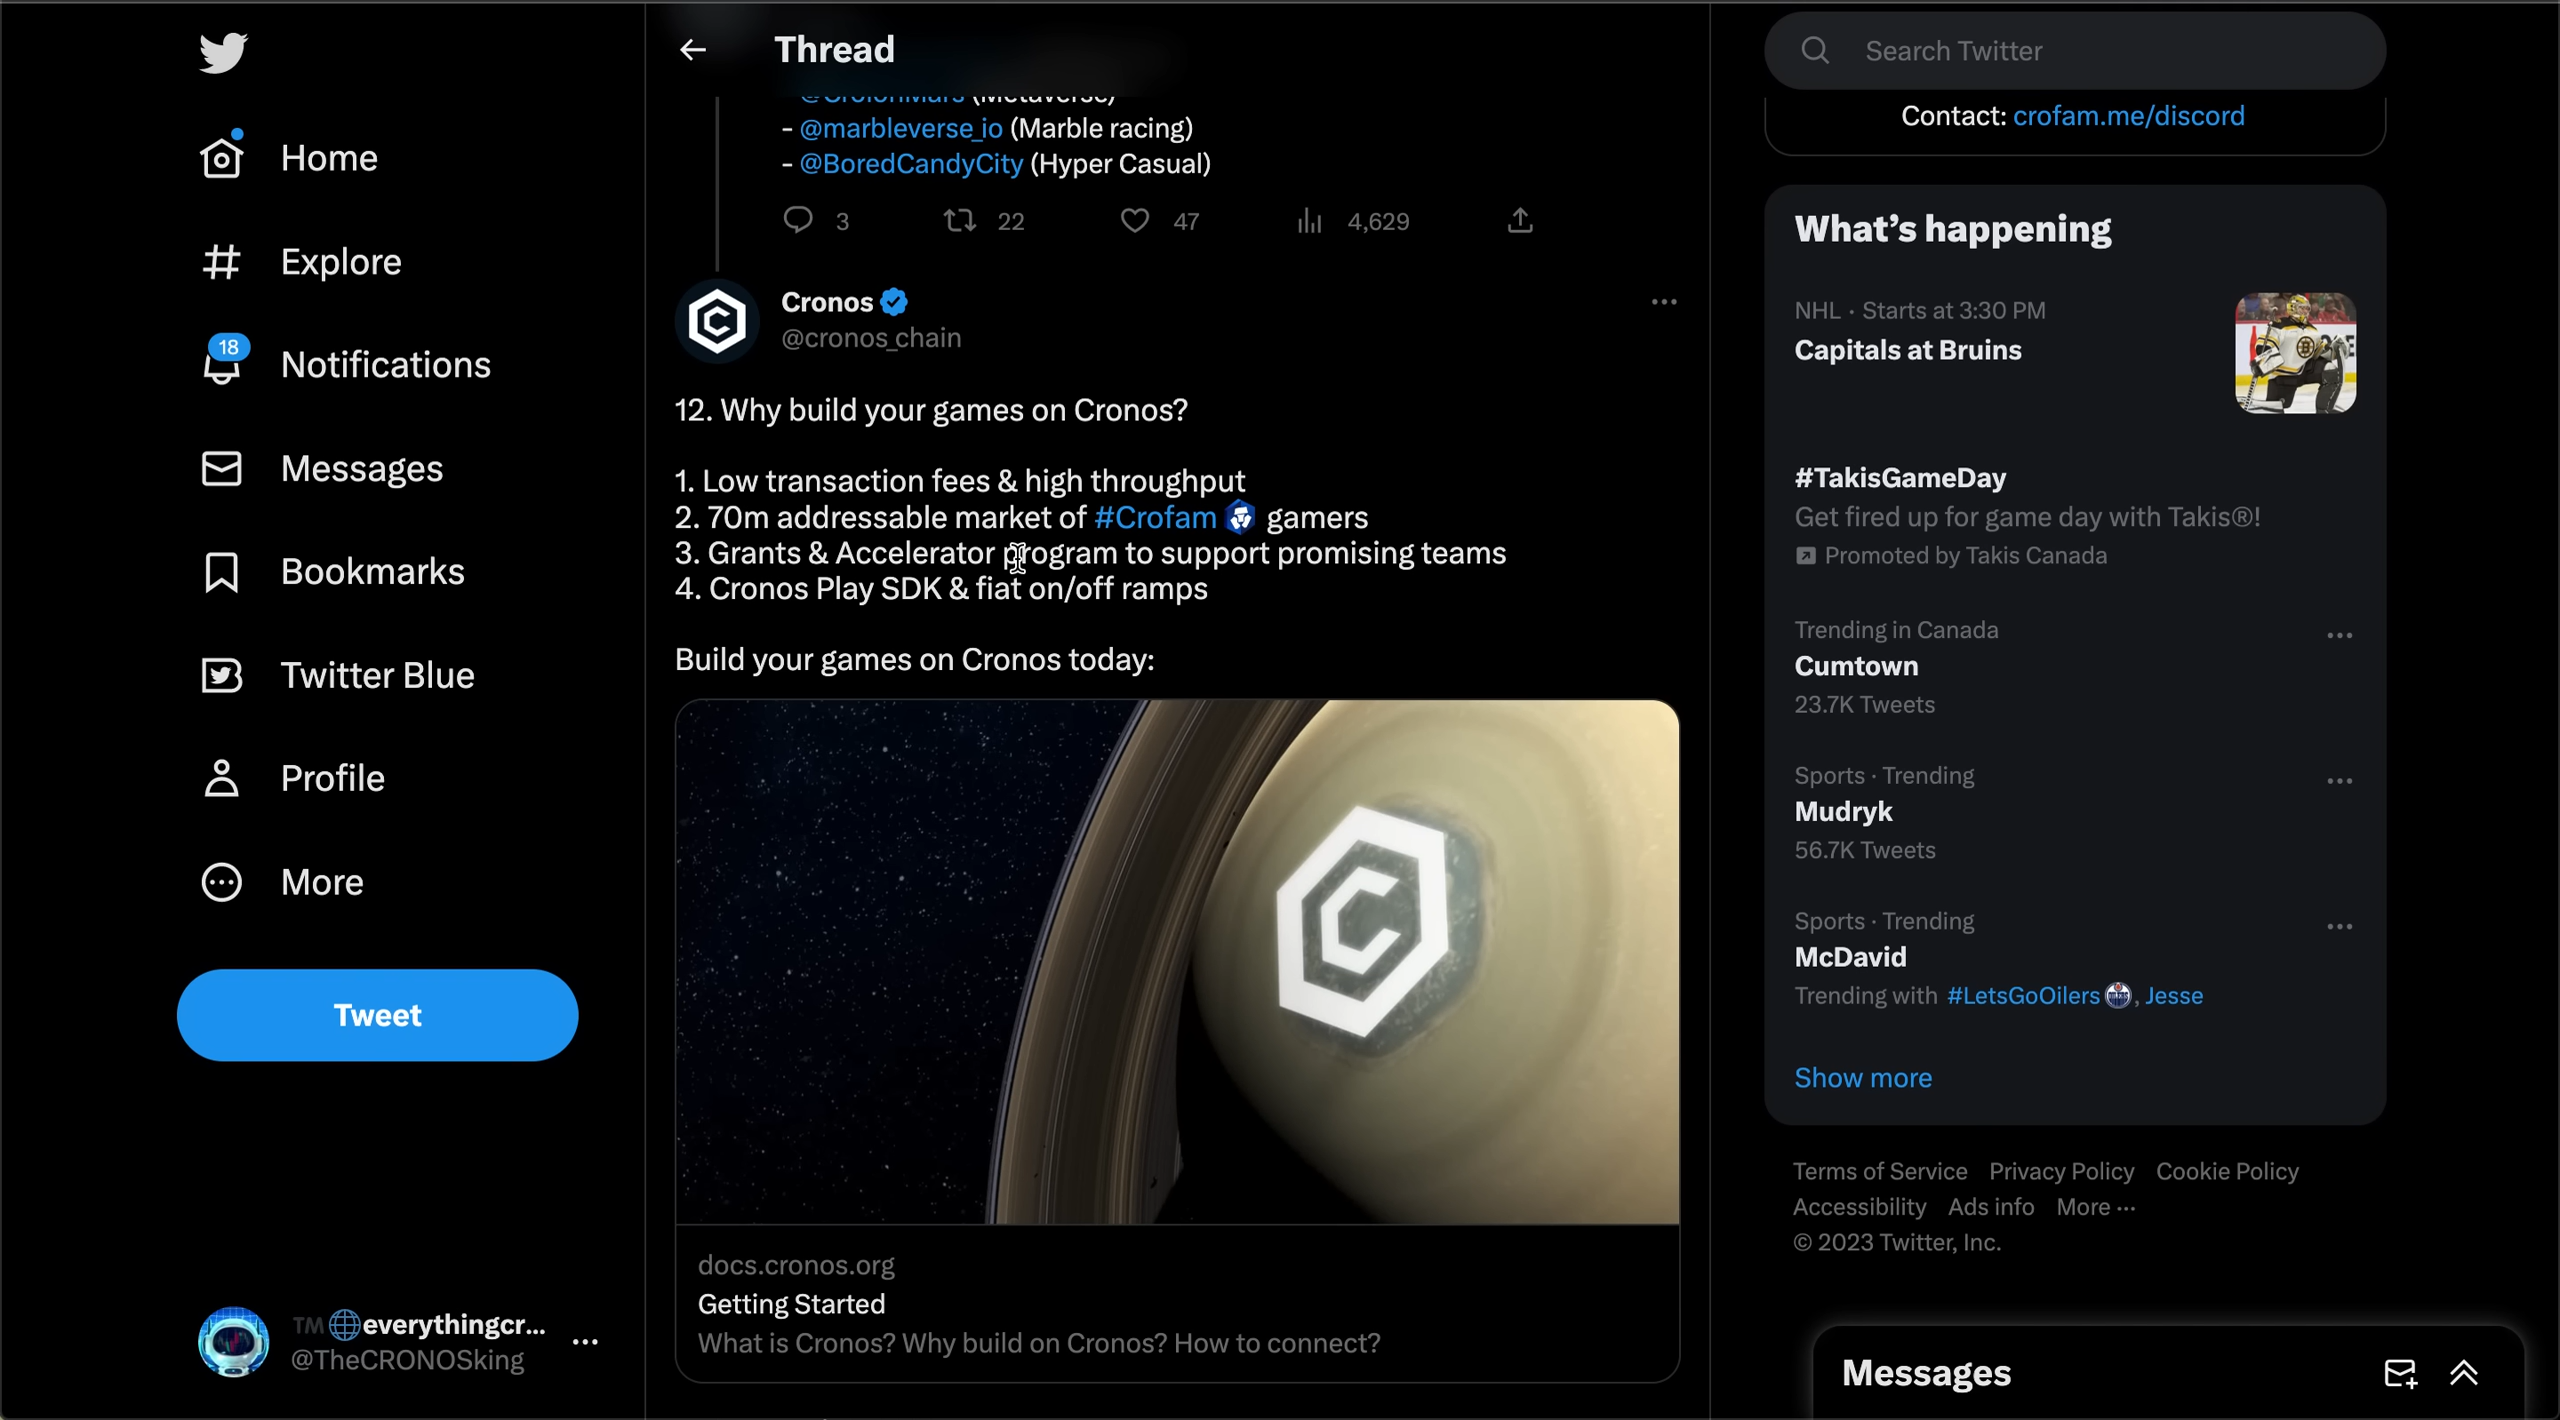 Home
Explore
18
Notifications
Messages
Bookmarks
Twitter Blue
Profile
More
Tweet
TM everythingcr...
@TheCRONOSking
Thread
@CroforiMars (Metaverse)
- @marbleverse_io (Marble racing)
- @BoredCandyCity (Hyper Casual)
3 22 47 4,629
Cronos
@cronos_chain
12. Why build your games on Cronos?
1. Low transaction fees & high throughput
2. 70m addressable market of #Crofam gamers
3. Grants & Accelerator program to support promising teams
4. Cronos Play SDK & fiat on/off ramps
Build your games on Cronos today:
docs.cronos.org
Getting Started
What is Cronos? Why build on Cronos? How to connect?
Search Twitter
Contact: crofam.me/discord
What’s happening
NHL · Starts at 3:30 PM
Capitals at Bruins
#TakisGameDay
Get fired up for game day with Takis®!
Promoted by Takis Canada
Trending in Canada
Cumtown
23.7K Tweets
Sports · Trending
Mudryk
56.7K Tweets
Sports · Trending
McDavid
Trending with #LetsGoOilers, Jesse
Show more
Terms of Service Privacy Policy Cookie Policy
Accessibility Ads info More ···
© 2023 Twitter, Inc.
Messages